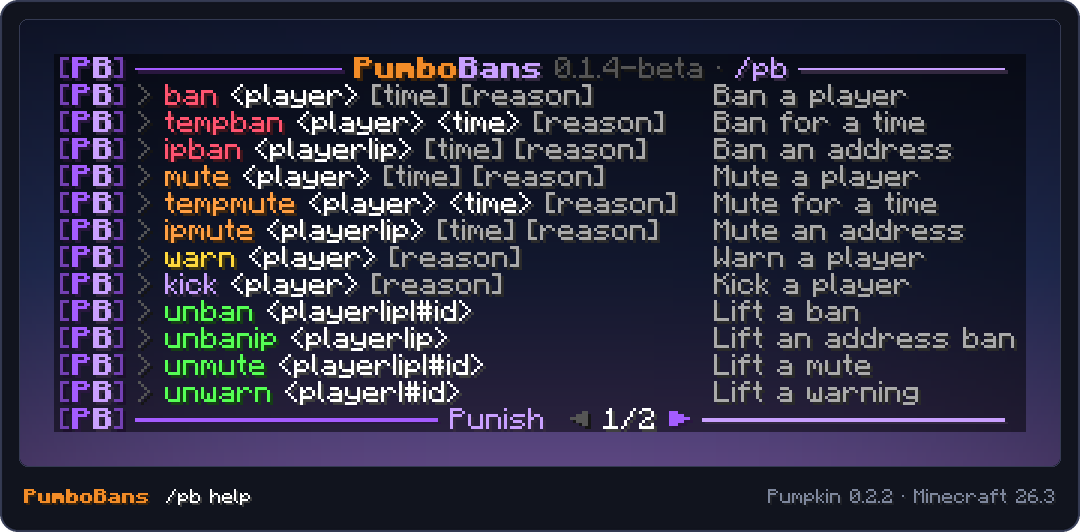 [PB] PumboBans 0.1.4-beta · /pb
[PB] > ban <player> [time] [reason] Ban a player
[PB] > tempban <player> <time> [reason] Ban for a time
[PB] > ipban <player|ip> [time] [reason] Ban an address
[PB] > mute <player> [time] [reason] Mute a player
[PB] > tempmute <player> <time> [reason] Mute for a time
[PB] > ipmute <player|ip> [time] [reason] Mute an address
[PB] > warn <player> [reason] Warn a player
[PB] > kick <player> [reason] Kick a player
[PB] > unban <player|ip|#id> Lift a ban
[PB] > unbanip <player|ip> Lift an address ban
[PB] > unmute <player|ip|#id> Lift a mute
[PB] > unwarn <player|#id> Lift a warning
[PB] Punish ◀ 1/2 ▶
PumboBans /pb help
Pumpkin 0.2.2 · Minecraft 26.3